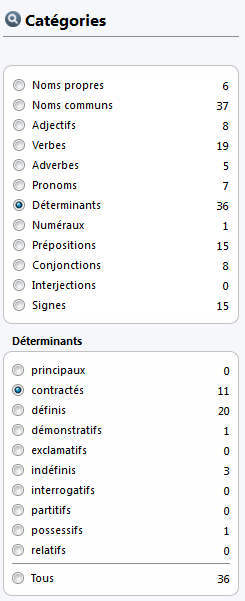 Catégories
Noms propres 6
Noms communs 37
Adjectifs 8
Verbes 19
Adverbes 5
Pronoms 7
Déterminants 36
Numéraux 1
Prépositions 15
Conjonctions 8
Interjections 0
Signes 15
Déterminants
principaux 0
contractés 11
définis 20
démonstratifs 1
exclamatifs 0
indéfinis 3
interrogatifs 0
partitifs 0
possessifs 1
relatifs 0
Tous 36